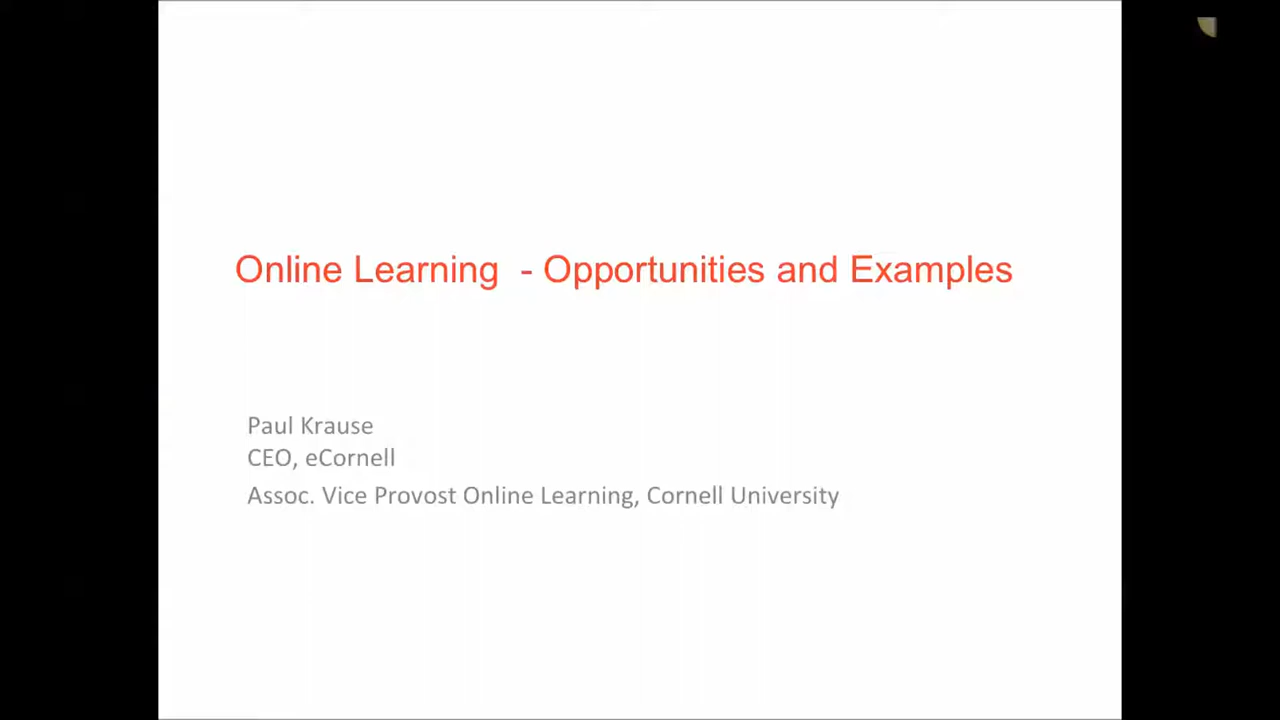 Online Learning  - Opportunities and Examples
Paul Krause
CEO, eCornell
Assoc. Vice Provost Online Learning, Cornell University